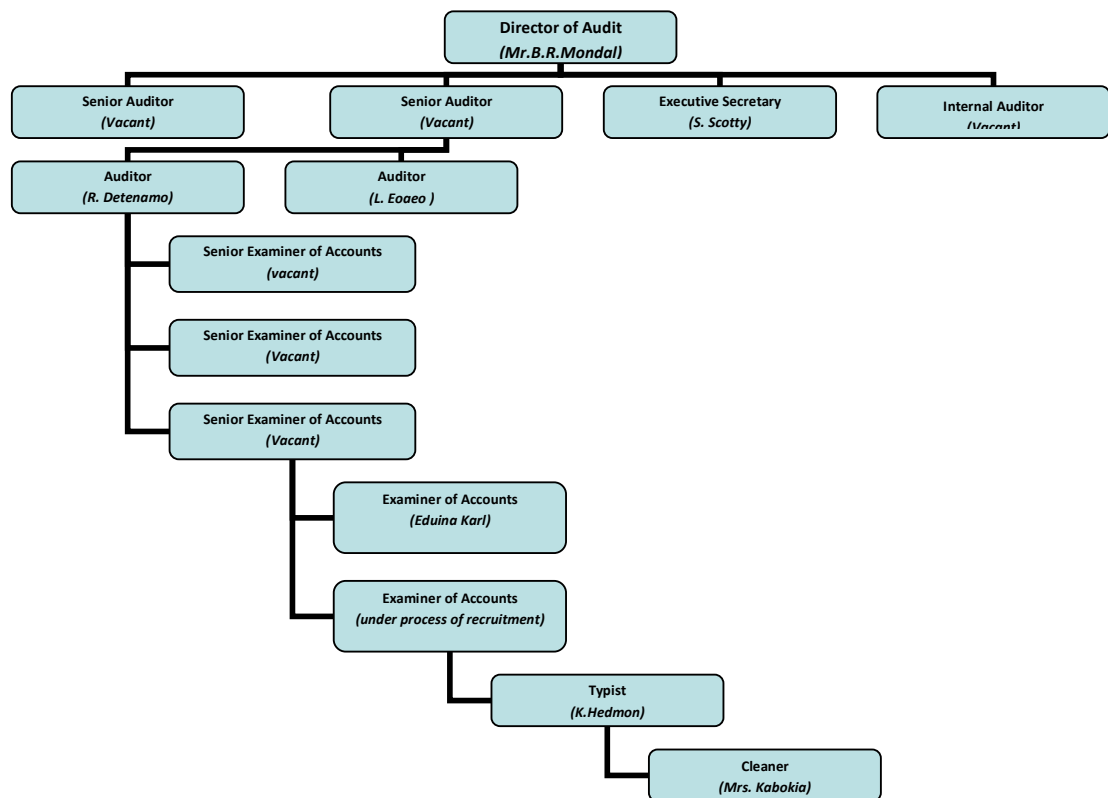 Director of Audit
(Mr.B.R.Mondal)
Senior Auditor
(Vacant)
Senior Auditor
(Vacant)
Executive Secretary
(S. Scotty)
Internal Auditor
(Vacant)
Auditor
(R. Detenamo)
Auditor
(L. Eoaeo )
Senior Examiner of Accounts
(vacant)
Senior Examiner of Accounts
(Vacant)
Senior Examiner of Accounts
(Vacant)
Examiner of Accounts
(Eduina Karl)
Examiner of Accounts
(under process of recruitment)
Typist
(K.Hedmon)
Cleaner
(Mrs. Kabokia)